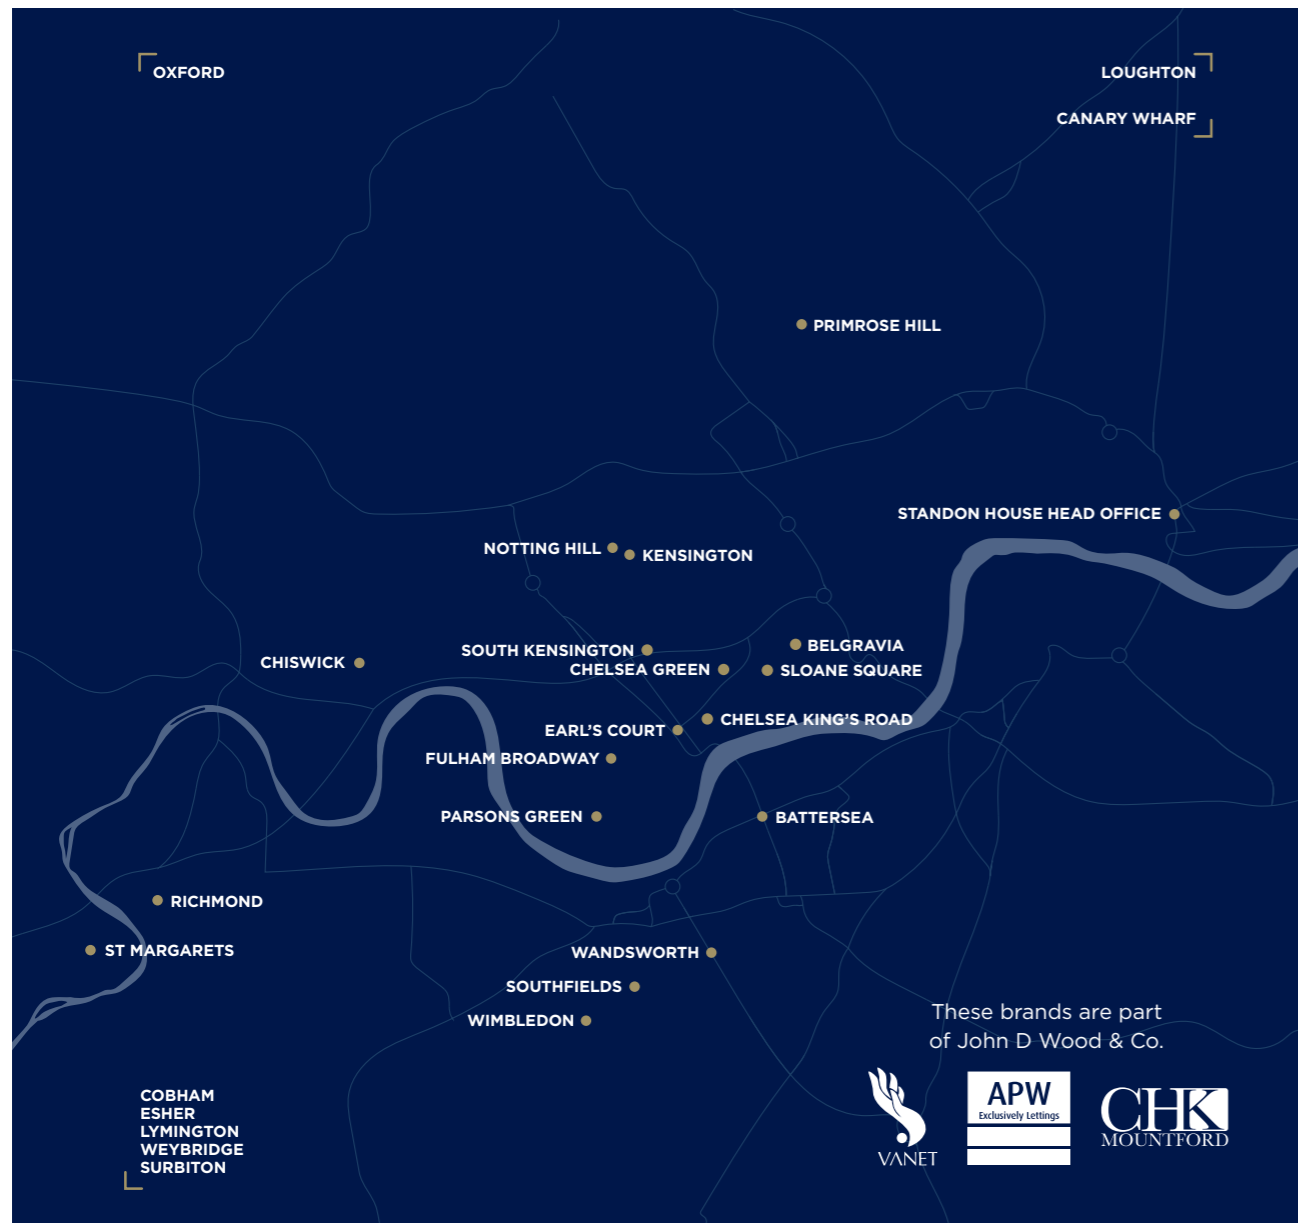 OXFORD
LOUGHTON
CANARY WHARF
PRIMROSE HILL
STANDON HOUSE HEAD OFFICE
NOTTING HILL
KENSINGTON
SOUTH KENSINGTON
BELGRAVIA
CHISWICK
CHELSEA GREEN
SLOANE SQUARE
CHELSEA KING’S ROAD
EARL’S COURT
FULHAM BROADWAY
PARSONS GREEN
BATTERSEA
RICHMOND
ST MARGARETS
WANDSWORTH
SOUTHFIELDS
WIMBLEDON
These brands are part
of John D Wood & Co.
VANET
APW
Exclusively Lettings
CHK
MOUNTFORD
COBHAM
ESHER
LYMINGTON
WEYBRIDGE
SURBITON